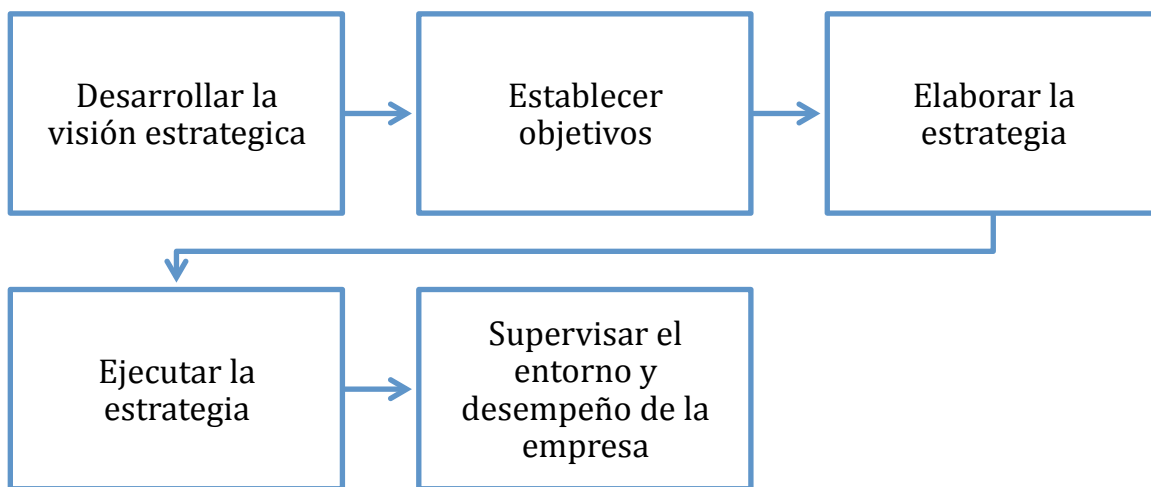 Desarrollar la
visión estrategica
Establecer
objetivos
Elaborar la
estrategia
Ejecutar la
estrategia
Supervisar el
entorno y
desempeño de la
empresa